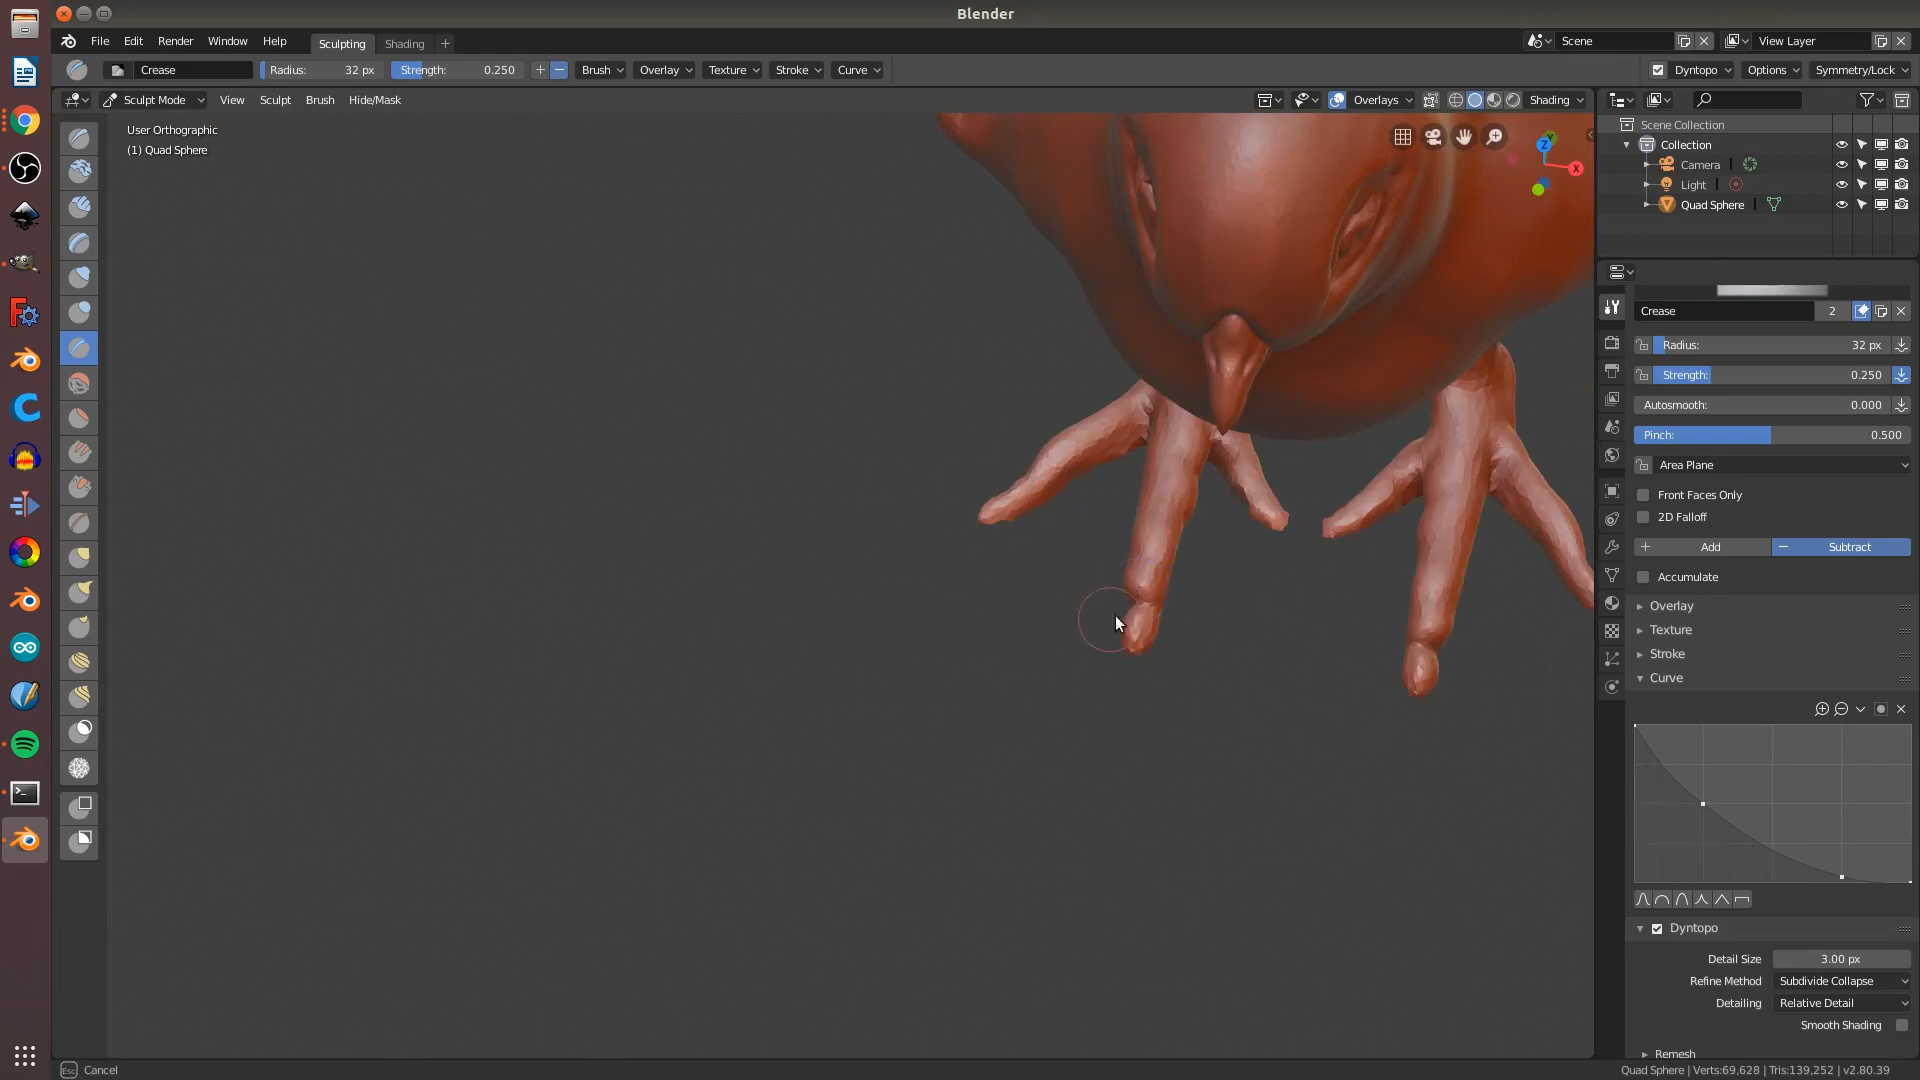 Blender
File Edit Render Window Help Sculpting Shading + Scene View Layer
Crease Radius: 32 px Strength: 0.250 Brush Overlay Texture Stroke Curve Dyntopo Options Symmetry/Lock
Sculpt Mode View Sculpt Brush Hide/Mask Overlays Shading
User Orthographic
(1) Quad Sphere
Y
Z
X
Scene Collection
Collection
Camera
Light
Quad Sphere
Crease 2
Radius: 32 px
Strength: 0.250
Autosmooth: 0.000
Pinch: 0.500
Area Plane
Front Faces Only
2D Falloff
Add Subtract
Accumulate
Overlay
Texture
Stroke
Curve
Dyntopo
Detail Size 3.00 px
Refine Method Subdivide Collapse
Detailing Relative Detail
Smooth Shading
Remesh
Esc Cancel
Quad Sphere | Verts:69,628 | Tris:139,252 | v2.80.39